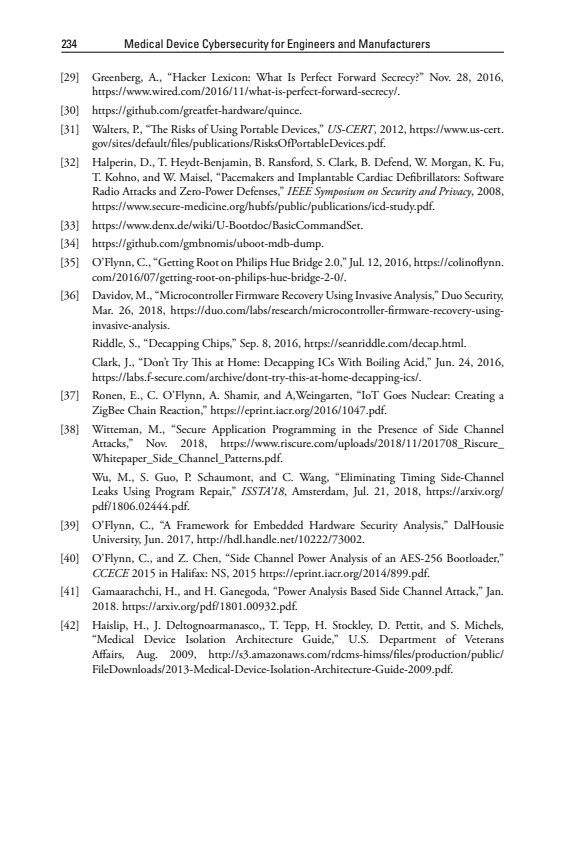 234 Medical Device Cybersecurity for Engineers and Manufacturers
[29] Greenberg, A., “Hacker Lexicon: What Is Perfect Forward Secrecy?” Nov. 28, 2016,
https://www.wired.com/2016/11/what-is-perfect-forward-secrecy/.
[30] https://github.com/greatfet-hardware/quince.
[31] Walters, P., “The Risks of Using Portable Devices,” US-CERT, 2012, https://www.us-cert.
gov/sites/default/files/publications/RisksOfPortableDevices.pdf.
[32] Halperin, D., T. Heydt-Benjamin, B. Ransford, S. Clark, B. Defend, W. Morgan, K. Fu,
T. Kohno, and W. Maisel, “Pacemakers and Implantable Cardiac Defibrillators: Software
Radio Attacks and Zero-Power Defenses,” IEEE Symposium on Security and Privacy, 2008,
https://www.secure-medicine.org/hubfs/public/publications/icd-study.pdf.
[33] https://www.denx.de/wiki/U-Bootdoc/BasicCommandSet.
[34] https://github.com/gmbnomis/uboot-mdb-dump.
[35] O’Flynn, C., “Getting Root on Philips Hue Bridge 2.0,” Jul. 12, 2016, https://colinoflynn.
com/2016/07/getting-root-on-philips-hue-bridge-2-0/.
[36] Davidov, M., “Microcontroller Firmware Recovery Using Invasive Analysis,” Duo Security,
Mar. 26, 2018, https://duo.com/labs/research/microcontroller-firmware-recovery-using-
invasive-analysis.
Riddle, S., “Decapping Chips,” Sep. 8, 2016, https://seanriddle.com/decap.html.
Clark, J., “Don’t Try This at Home: Decapping ICs With Boiling Acid,” Jun. 24, 2016,
https://labs.f-secure.com/archive/dont-try-this-at-home-decapping-ics/.
[37] Ronen, E., C. O’Flynn, A. Shamir, and A,Weingarten, “IoT Goes Nuclear: Creating a
ZigBee Chain Reaction,” https://eprint.iacr.org/2016/1047.pdf.
[38] Witteman, M., “Secure Application Programming in the Presence of Side Channel
Attacks,” Nov. 2018, https://www.riscure.com/uploads/2018/11/201708_Riscure_
Whitepaper_Side_Channel_Patterns.pdf.
Wu, M., S. Guo, P. Schaumont, and C. Wang, “Eliminating Timing Side-Channel
Leaks Using Program Repair,” ISSTA’18, Amsterdam, Jul. 21, 2018, https://arxiv.org/
pdf/1806.02444.pdf.
[39] O’Flynn, C., “A Framework for Embedded Hardware Security Analysis,” DalHousie
University, Jun. 2017, http://hdl.handle.net/10222/73002.
[40] O’Flynn, C., and Z. Chen, “Side Channel Power Analysis of an AES-256 Bootloader,”
CCECE 2015 in Halifax: NS, 2015 https://eprint.iacr.org/2014/899.pdf.
[41] Gamaarachchi, H., and H. Ganegoda, “Power Analysis Based Side Channel Attack,” Jan.
2018. https://arxiv.org/pdf/1801.00932.pdf.
[42] Haislip, H., J. Deltognoarmanasco,, T. Tepp, H. Stockley, D. Pettit, and S. Michels,
“Medical Device Isolation Architecture Guide,” U.S. Department of Veterans
Affairs, Aug. 2009, http://s3.amazonaws.com/rdcms-himss/files/production/public/
FileDownloads/2013-Medical-Device-Isolation-Architecture-Guide-2009.pdf.